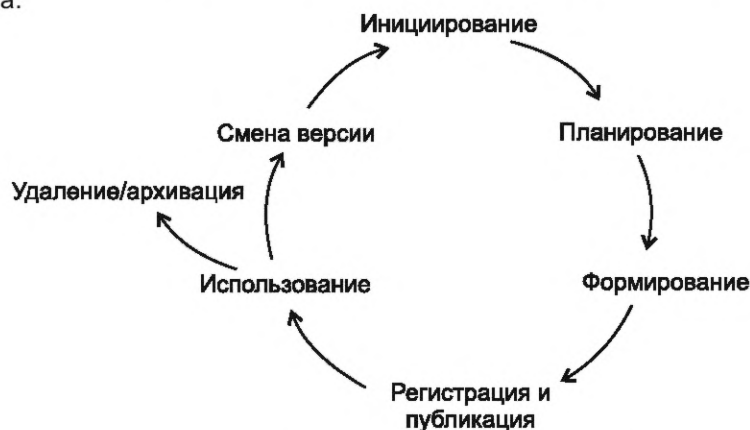 а.
Инициирование
Планирование
Формирование
Регистрация и
публикация
Использование
Смена версии
Удаление/архивация